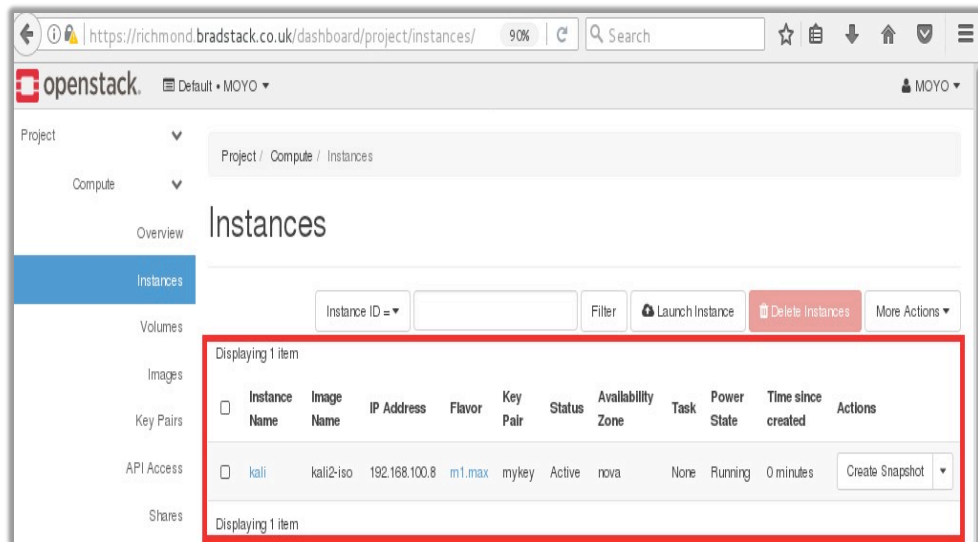 https://richmond.bradstack.co.uk/dashboard/project/instances/ 90% Search
openstack. Default • MOYO MOYO
Project
Compute
Overview
Instances
Volumes
Images
Key Pairs
API Access
Shares
Project / Compute / Instances
Instances
Instance ID = Filter Launch Instance Delete Instances More Actions
Displaying 1 item
Instance Name Image Name IP Address Flavor Key Pair Status Availability Zone Task Power State Time since created Actions
kali kali2-iso 192.168.100.8 m1.max mykey Active nova None Running 0 minutes Create Snapshot
Displaying 1 item